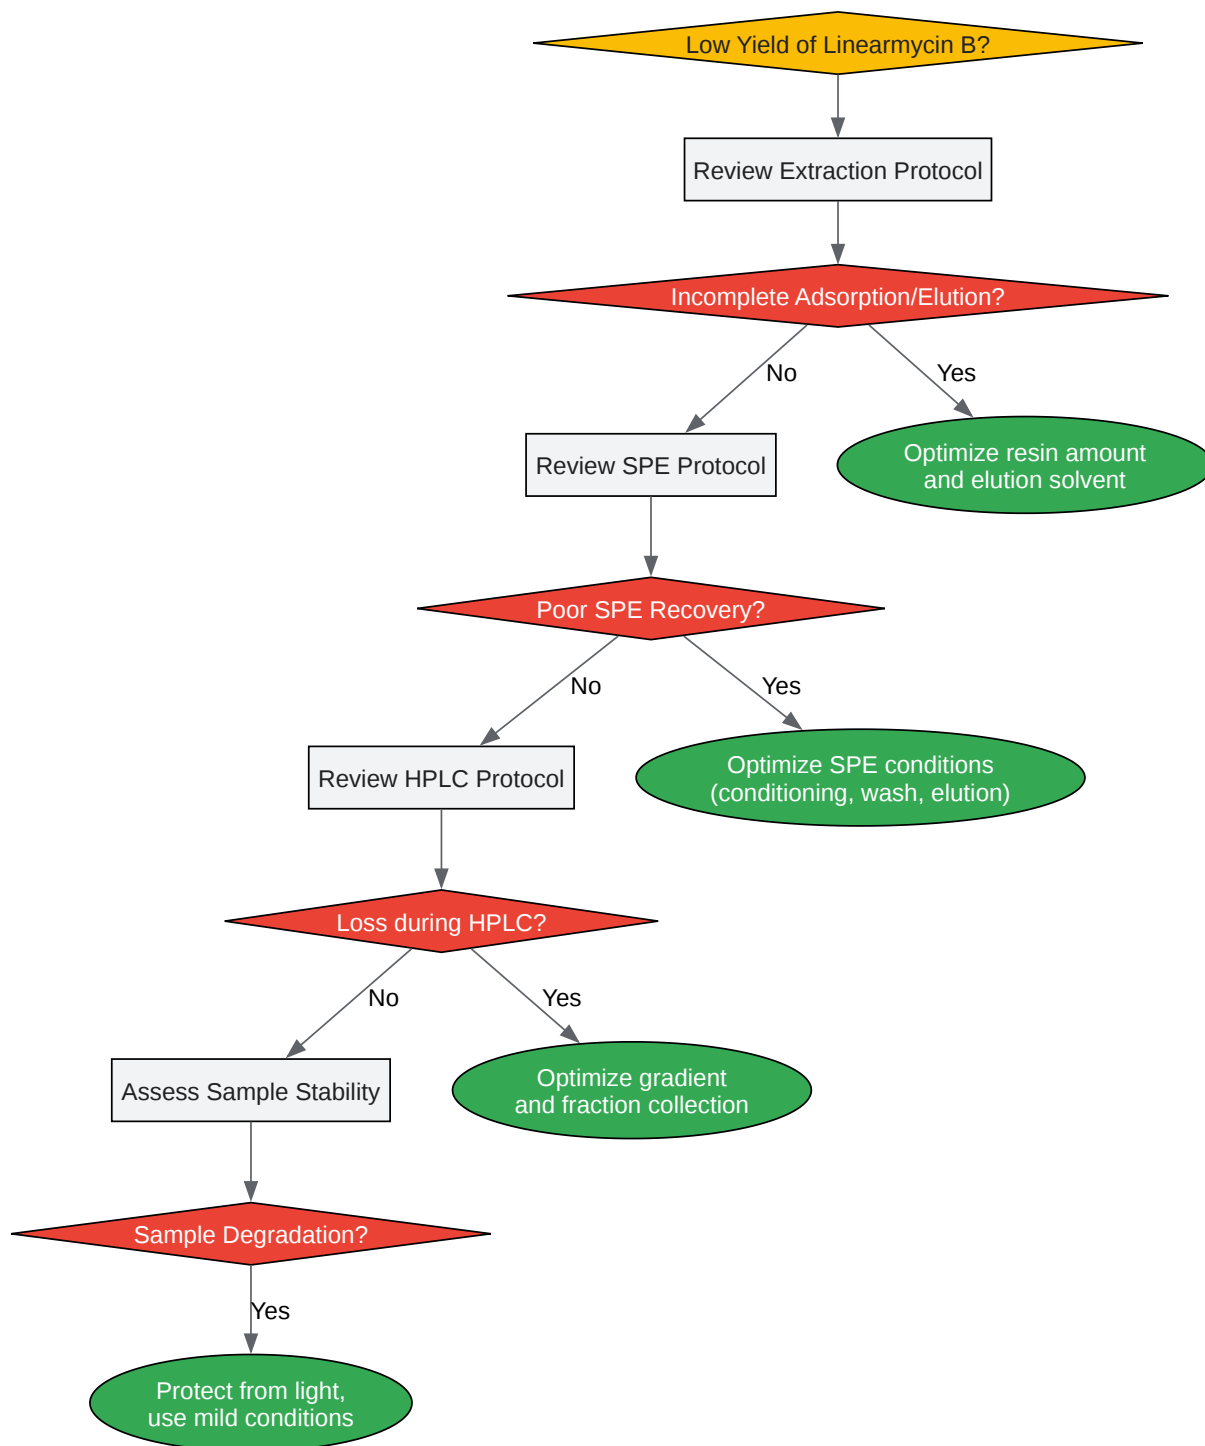 Low Yield of Linearmycin B?
Review Extraction Protocol
Incomplete Adsorption/Elution?
No
Yes
Review SPE Protocol
Optimize resin amount
and elution solvent
Poor SPE Recovery?
No
Yes
Review HPLC Protocol
Optimize SPE conditions
(conditioning, wash, elution)
Loss during HPLC?
No
Yes
Assess Sample Stability
Optimize gradient
and fraction collection
Sample Degradation?
Yes
Protect from light,
use mild conditions